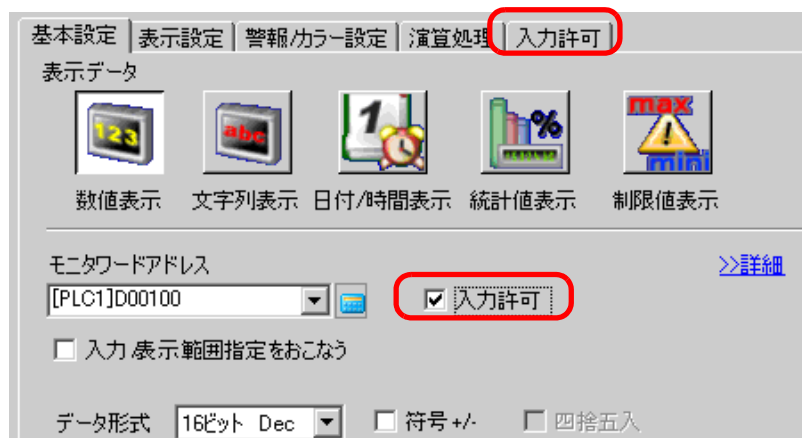 基本設定 表示設定 警報/カラー設定 演算処理 入力許可
表示データ
123 abc 1 % max mini
数値表示 文字列表示 日付/時間表示 統計値表示 制限値表示
モニタワードアドレス >>詳細
[PLC1]D00100 入力許可
入力/表示範囲指定をおこなう
データ形式 16ビット Dec 符号+/- 四捨五入